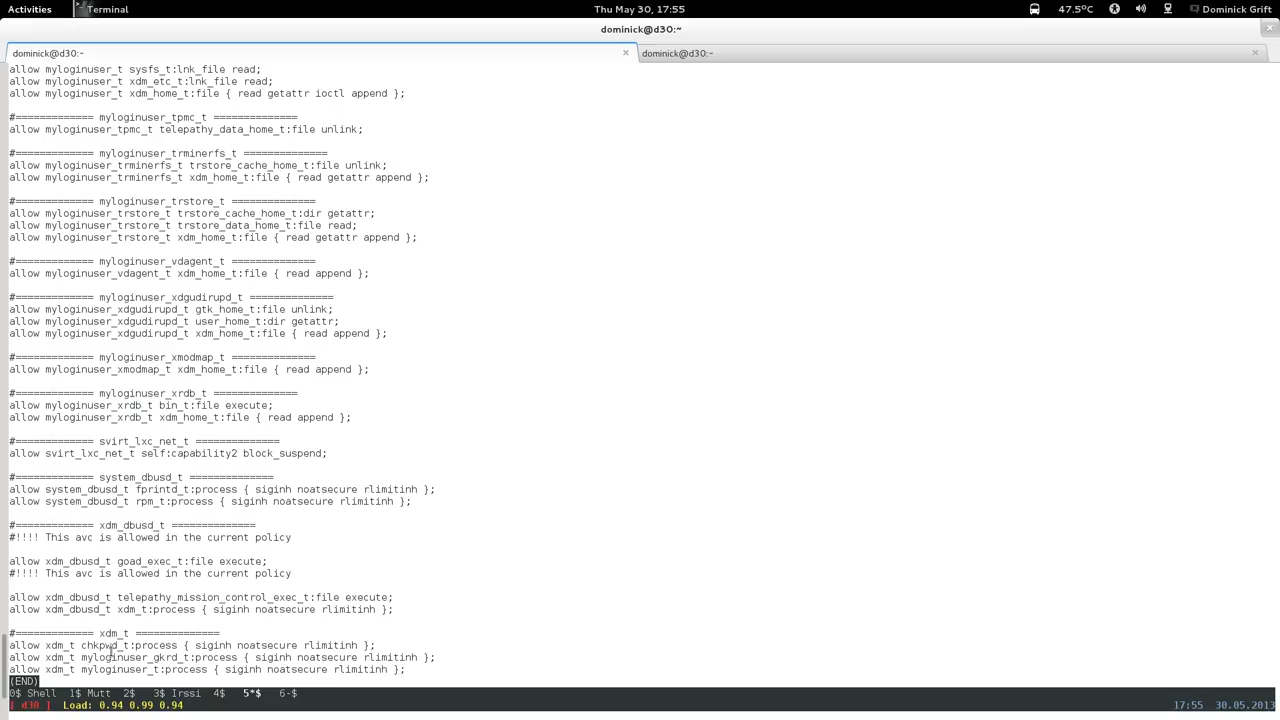 Activities Terminal Thu May 30, 17:55 47.5°C Dominick Grift
dominick@d30:~
dominick@d30:~ dominick@d30:~
allow myloginuser_t sysfs_t:lnk_file read;
allow myloginuser_t xdm_etc_t:lnk_file read;
allow myloginuser_t xdm_home_t:file { read getattr ioctl append };
#============= myloginuser_tpmc_t ==============
allow myloginuser_tpmc_t telepathy_data_home_t:file unlink;
#============= myloginuser_trminerfs_t ==============
allow myloginuser_trminerfs_t trstore_cache_home_t:file unlink;
allow myloginuser_trminerfs_t xdm_home_t:file { read getattr append };
#============= myloginuser_trstore_t ==============
allow myloginuser_trstore_t trstore_cache_home_t:dir getattr;
allow myloginuser_trstore_t trstore_data_home_t:file read;
allow myloginuser_trstore_t xdm_home_t:file { read getattr append };
#============= myloginuser_vdagent_t ==============
allow myloginuser_vdagent_t xdm_home_t:file { read append };
#============= myloginuser_xdgudirupd_t ==============
allow myloginuser_xdgudirupd_t gtk_home_t:file unlink;
allow myloginuser_xdgudirupd_t user_home_t:dir getattr;
allow myloginuser_xdgudirupd_t xdm_home_t:file { read append };
#============= myloginuser_xmodmap_t ==============
allow myloginuser_xmodmap_t xdm_home_t:file { read append };
#============= myloginuser_xrdb_t ==============
allow myloginuser_xrdb_t bin_t:file execute;
allow myloginuser_xrdb_t xdm_home_t:file { read append };
#============= svirt_lxc_net_t ==============
allow svirt_lxc_net_t self:capability2 block_suspend;
#============= system_dbusd_t ==============
allow system_dbusd_t fprintd_t:process { siginh noatsecure rlimitinh };
allow system_dbusd_t rpm_t:process { siginh noatsecure rlimitinh };
#============= xdm_dbusd_t ==============
#!!!! This avc is allowed in the current policy
allow xdm_dbusd_t goad_exec_t:file execute;
#!!!! This avc is allowed in the current policy
allow xdm_dbusd_t telepathy_mission_control_exec_t:file execute;
allow xdm_dbusd_t xdm_t:process { siginh noatsecure rlimitinh };
#============= xdm_t ==============
allow xdm_t chkpwd_t:process { siginh noatsecure rlimitinh };
allow xdm_t myloginuser_gkrd_t:process { siginh noatsecure rlimitinh };
allow xdm_t myloginuser_t:process { siginh noatsecure rlimitinh };
(END)
0$ Shell 1$ Mutt 2$ 3$ Irssi 4$ 5*$ 6-$
[ d30 ] Load: 0.94 0.99 0.94 17:55 30.05.2013